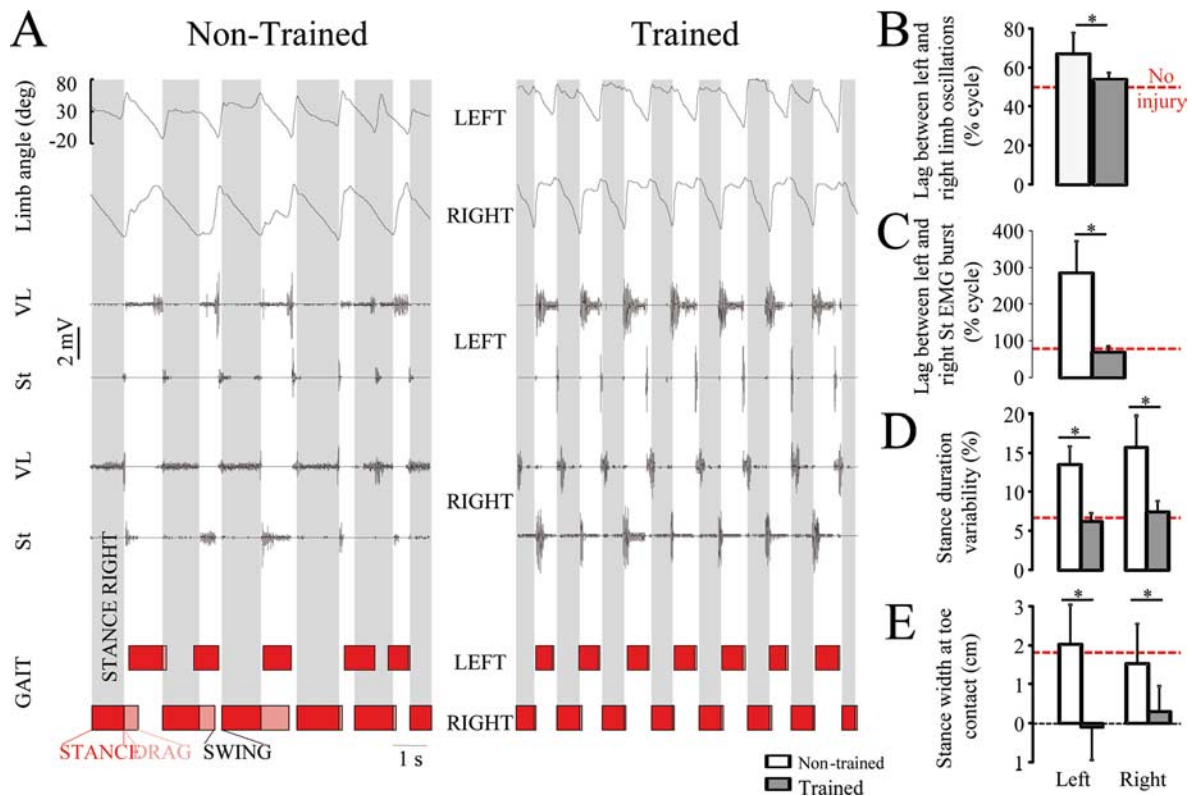 A
Non-Trained
Trained
Limb angle (deg)
80
30
-20
LEFT
RIGHT
2 mV
VL
St
LEFT
VL
St
RIGHT
STANCE RIGHT
GAIT
LEFT
RIGHT
STANCE
DRAG
SWING
1 s
B
Lag between left and
right limb oscillations
(% cycle)
80
60
40
20
0
*
No
injury
C
Lag between left and
right St EMG burst
(% cycle)
400
300
200
100
0
*
D
Stance duration
variability (%)
20
15
10
5
0
*
*
E
Stance width at toe
contact (cm)
3
2
1
0
1
*
*
Left
Right
Non-trained
Trained